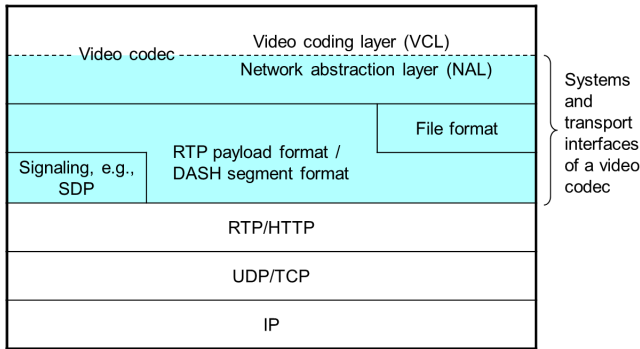 Video coding layer (VCL)
Video codec
Network abstraction layer (NAL)
File format
RTP payload format /
DASH segment format
Signaling, e.g.,
SDP
RTP/HTTP
UDP/TCP
IP
Systems
and
transport
interfaces
of a video
codec